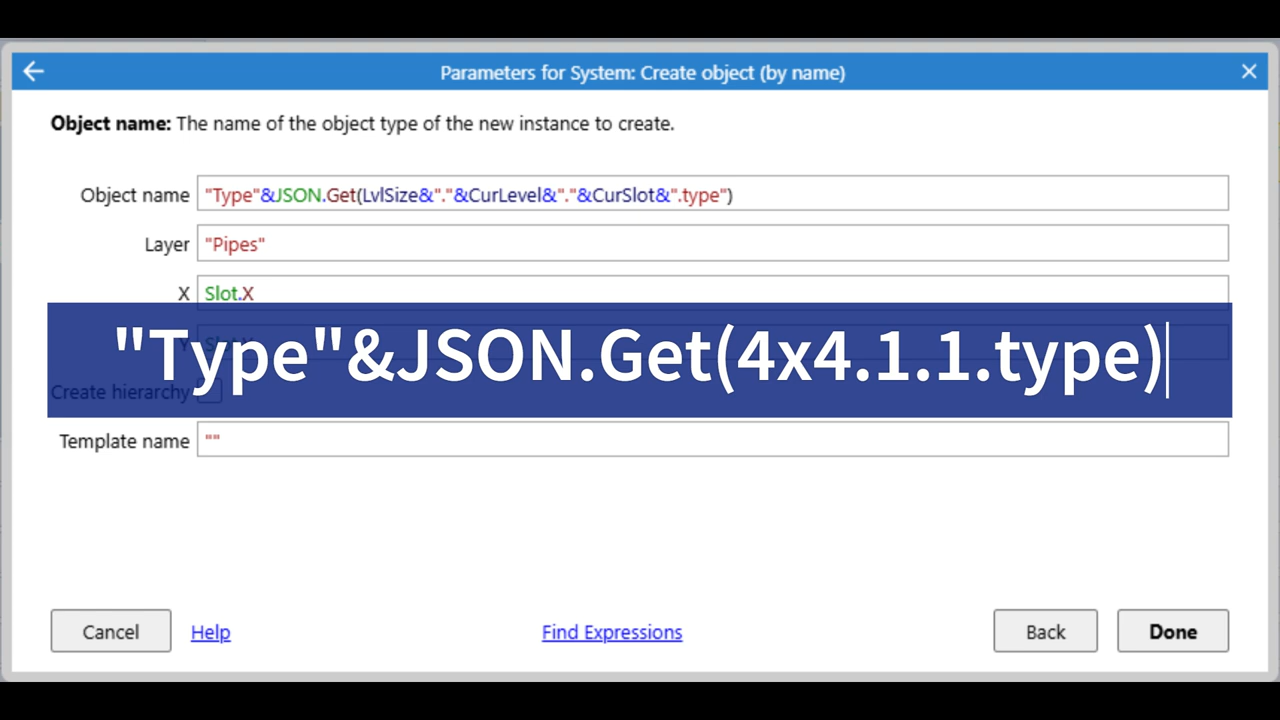 Parameters for System: Create object (by name)
Object name: The name of the object type of the new instance to create.
Object name "Type"&JSON.Get(LvlSize&"."&CurLevel&"."&CurSlot&".type")
Layer "Pipes"
X Slot.X
"Type"&JSON.Get(4x4.1.1.type)
Create hierarchy
Template name ""
Cancel Help Find Expressions Back Done